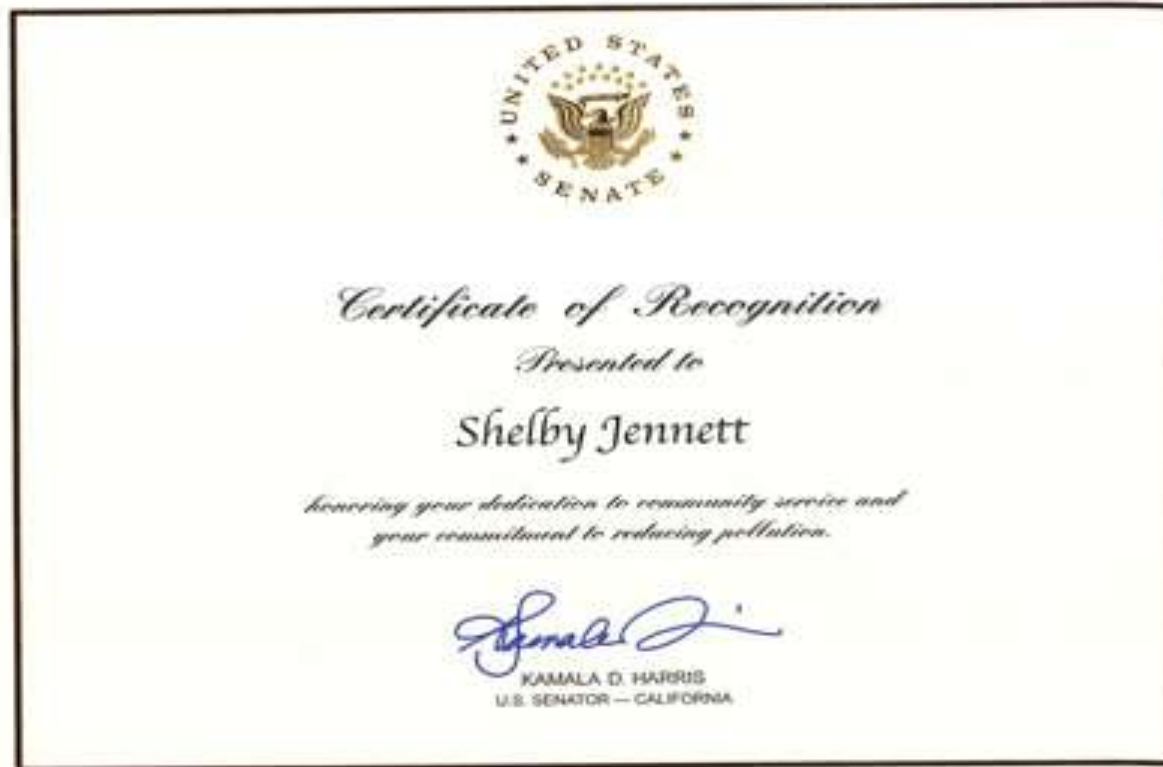 UNITED STATES
SENATE
Certificate of Recognition
Presented to
Shelby Jennett
honoring your dedication to community service and
your commitment to reducing pollution.
Kamala
KAMALA D. HARRIS
U.S. SENATOR — CALIFORNIA